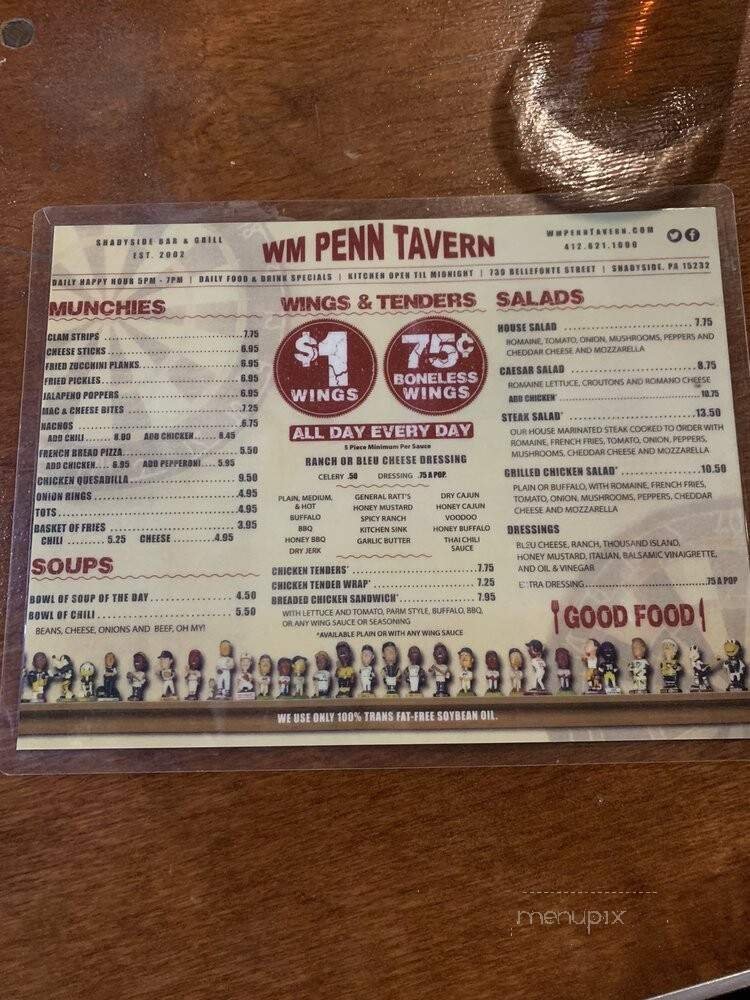 SHADYSIDE BAR & GRILL
EST. 2002
WM PENN TAVERN
WMPENNTAVERN.COM
412.621.1000
DAILY HAPPY HOUR 5PM - 7PM | DAILY FOOD & DRINK SPECIALS | KITCHEN OPEN TIL MIDNIGHT | 739 BELLEFONTE STREET | SHADYSIDE, PA 15232
MUNCHIES
CLAM STRIPS 7.75
CHEESE STICKS 6.95
FRIED ZUCCHINI PLANKS 6.95
FRIED PICKLES 6.95
JALAPENO POPPERS 6.95
MAC & CHEESE BITES 7.25
NACHOS 6.75
ADD CHILI 8.00 ADD CHICKEN 8.45
FRENCH BREAD PIZZA 5.50
ADD CHICKEN 6.95 ADD PEPPERONI 5.95
CHICKEN QUESADILLA 9.50
ONION RINGS 4.95
TOTS 4.95
BASKET OF FRIES 3.95
CHILI 5.25 CHEESE 4.95
SOUPS
BOWL OF SOUP OF THE DAY 4.50
BOWL OF CHILI 5.50
BEANS, CHEESE, ONIONS AND BEEF, OH MY!
WINGS & TENDERS
$1
WINGS
75¢
BONELESS
WINGS
ALL DAY EVERY DAY
5 Piece Minimum Per Sauce
RANCH OR BLEU CHEESE DRESSING
CELERY .50 DRESSING .75 A POP.
PLAIN, MEDIUM,
& HOT
BUFFALO
BBQ
HONEY BBQ
DRY JERK
GENERAL RATT'S
HONEY MUSTARD
SPICY RANCH
KITCHEN SINK
GARLIC BUTTER
DRY CAJUN
HONEY CAJUN
VOODOO
HONEY BUFFALO
THAI CHILI
SAUCE
CHICKEN TENDERS* 7.75
CHICKEN TENDER WRAP* 7.25
BREADED CHICKEN SANDWICH* 7.95
WITH LETTUCE AND TOMATO, PARM STYLE, BUFFALO, BBQ,
OR ANY WING SAUCE OR SEASONING
*AVAILABLE PLAIN OR WITH ANY WING SAUCE
SALADS
HOUSE SALAD 7.75
ROMAINE, TOMATO, ONION, MUSHROOMS, PEPPERS AND
CHEDDAR CHEESE AND MOZZARELLA
CAESAR SALAD 8.75
ROMAINE LETTUCE, CROUTONS AND ROMANO CHEESE
ADD CHICKEN* 10.75
STEAK SALAD* 13.50
OUR HOUSE MARINATED STEAK COOKED TO ORDER WITH
ROMAINE, FRENCH FRIES, TOMATO, ONION, PEPPERS,
MUSHROOMS, CHEDDAR CHEESE AND MOZZARELLA
GRILLED CHICKEN SALAD* 10.50
PLAIN OR BUFFALO, WITH ROMAINE, FRENCH FRIES,
TOMATO, ONION, MUSHROOMS, PEPPERS, CHEDDAR
CHEESE AND MOZZARELLA
DRESSINGS
BLEU CHEESE, RANCH, THOUSAND ISLAND,
HONEY MUSTARD, ITALIAN, BALSAMIC VINAIGRETTE,
AND OIL & VINEGAR
EXTRA DRESSING .75 A POP
GOOD FOOD
WE USE ONLY 100% TRANS FAT-FREE SOYBEAN OIL.
menupix